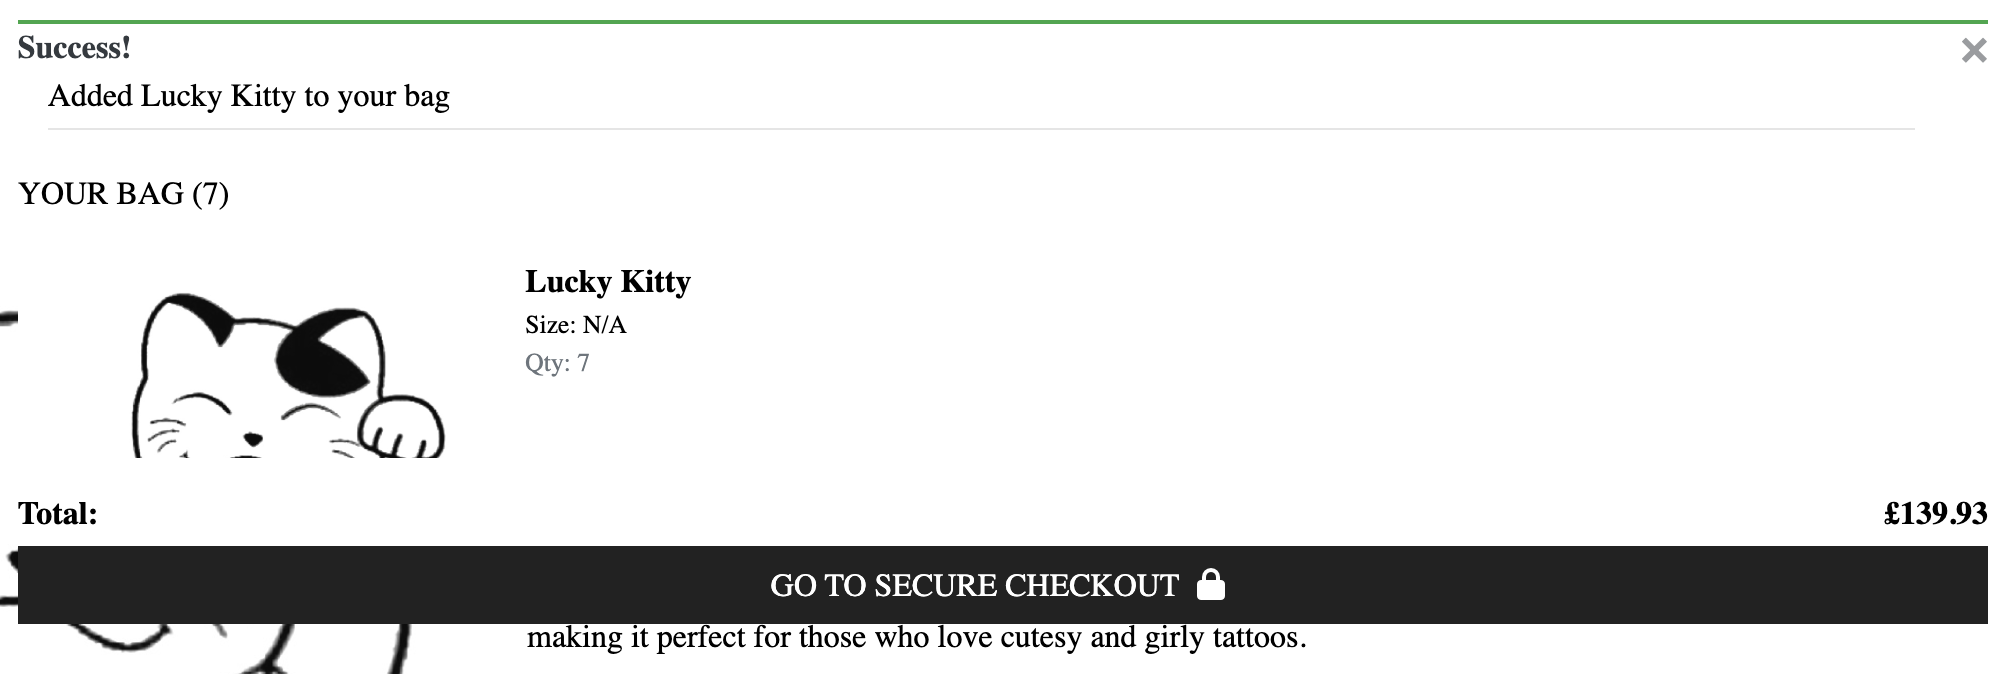 Success!
Added Lucky Kitty to your bag
YOUR BAG (7)
Lucky Kitty
Size: N/A
Qty: 7
Total:
£139.93
GO TO SECURE CHECKOUT
making it perfect for those who love cutesy and girly tattoos.